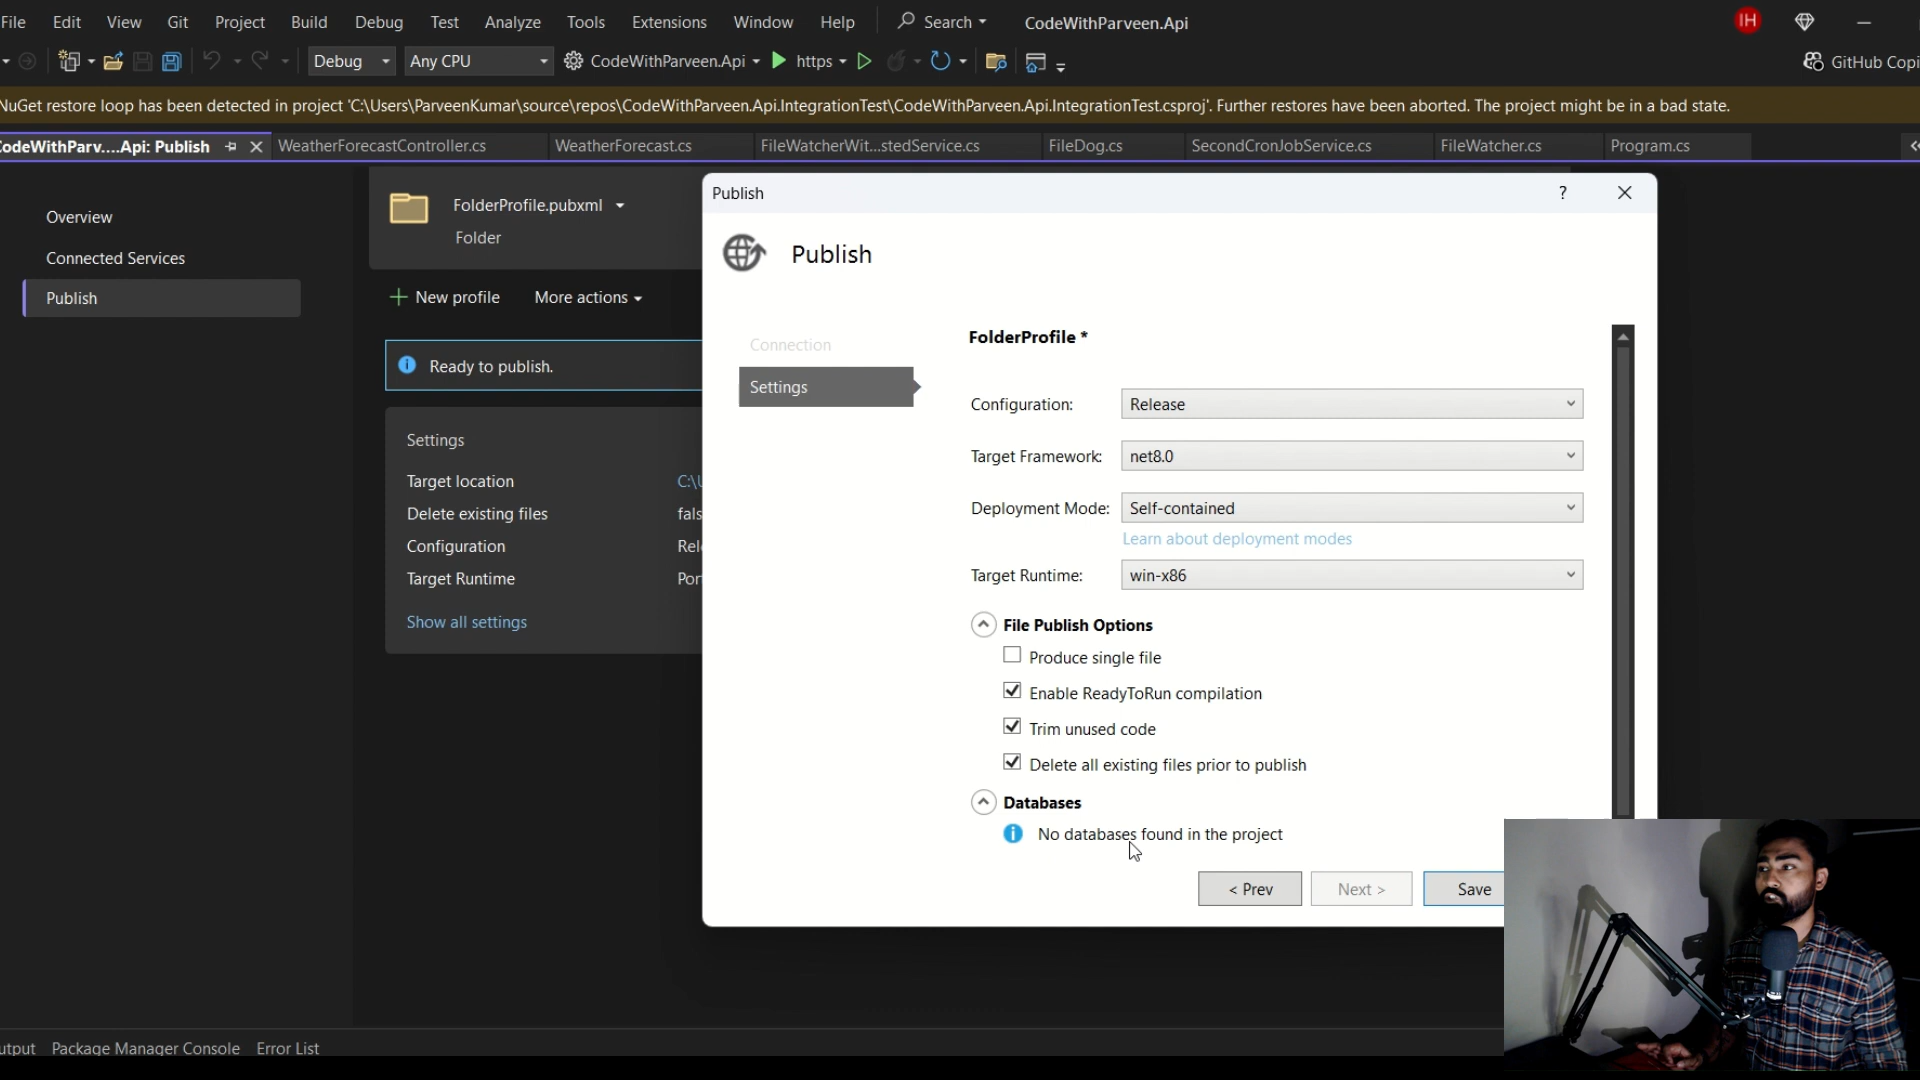 File Edit View Git Project Build Debug Test Analyze Tools Extensions Window Help Search CodeWithParveen.Api IH
Debug Any CPU CodeWithParveen.Api https GitHub Copi
NuGet restore loop has been detected in project 'C:\Users\ParveenKumar\source\repos\CodeWithParveen.Api.IntegrationTest\CodeWithParveen.Api.IntegrationTest.csproj'. Further restores have been aborted. The project might be in a bad state.
CodeWithParv....Api: Publish WeatherForecastController.cs WeatherForecast.cs FileWatcherWit...stedService.cs FileDog.cs SecondCronJobService.cs FileWatcher.cs Program.cs
Overview
Connected Services
Publish
FolderProfile.pubxml
Folder
New profile More actions
Ready to publish.
Settings
Target location C:\U
Delete existing files fals
Configuration Rel
Target Runtime Por
Show all settings
Publish ?
Publish
Connection
Settings
FolderProfile *
Configuration: Release
Target Framework: net8.0
Deployment Mode: Self-contained
Learn about deployment modes
Target Runtime: win-x86
File Publish Options
Produce single file
Enable ReadyToRun compilation
Trim unused code
Delete all existing files prior to publish
Databases
No databases found in the project
< Prev Next > Save
utput Package Manager Console Error List